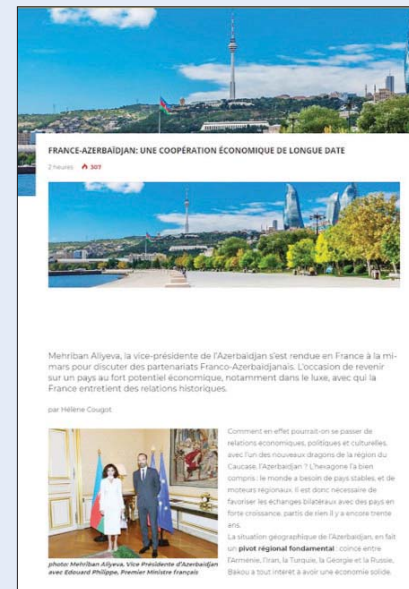 FRANCE-AZERBAÏDJAN: UNE COOPÉRATION ÉCONOMIQUE DE LONGUE DATE
2 heures 307
Mehriban Aliyeva, la vice-présidente de l'Azerbaïdjan s'est rendue en France à la mi-
mars pour discuter des partenariats Franco-Azerbaïdjanais. L'occasion de revenir
sur un pays au fort potentiel économique, notamment dans le luxe, avec qui la
France entretient des relations historiques.
par Hélène Cougot
Comment en effet pourrait-on se passer de
relations économiques, politiques et culturelles,
avec l'un des nouveaux dragons de la région du
Caucase, l'Azerbaïdjan ? L'hexagone l'a bien
compris : le monde a besoin de pays stables, et de
moteurs régionaux. Il est donc nécessaire de
favoriser les échanges bilatéraux avec des pays en
forte croissance, partis de rien il y a encore trente
ans.
La situation géographique de l'Azerbaïdjan, en fait
un pivot régional fondamental : coincé entre
l'Arménie, l'Iran, la Turquie, la Géorgie et la Russie,
Bakou a tout intérêt à avoir une économie solide.
photo: Mehriban Aliyeva, Vice Présidente d'Azerbaïdjan
avec Edouard Philippe, Premier Ministre français